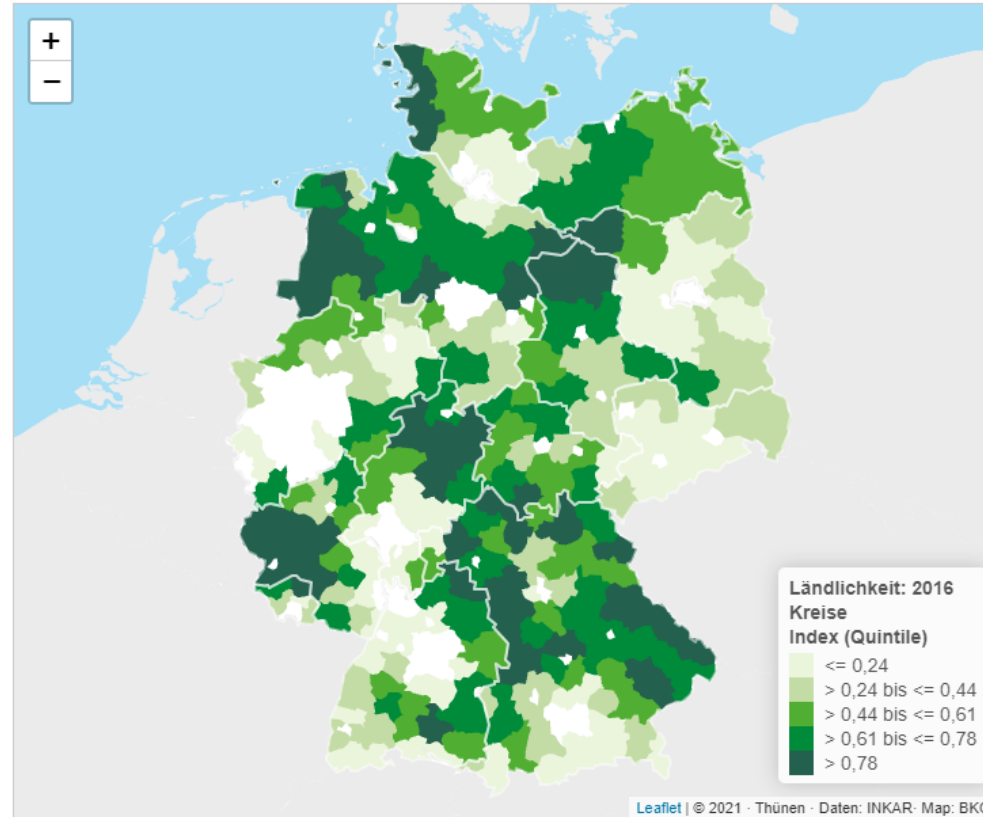 +
−
Ländlichkeit: 2016
Kreise
Index (Quintile)
<= 0,24
> 0,24 bis <= 0,44
> 0,44 bis <= 0,61
> 0,61 bis <= 0,78
> 0,78
Leaflet | © 2021 · Thünen · Daten: INKAR· Map: BKG